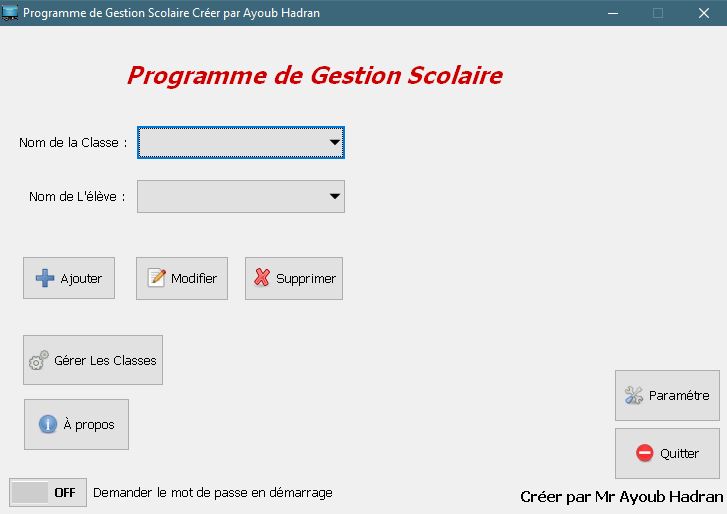 Programme de Gestion Scolaire Créer par Ayoub Hadran
Programme de Gestion Scolaire
Nom de la Classe :
Nom de L'élève :
Ajouter
Modifier
Supprimer
Gérer Les Classes
À propos
Paramétre
Quitter
OFF Demander le mot de passe en démarrage
Créer par Mr Ayoub Hadran